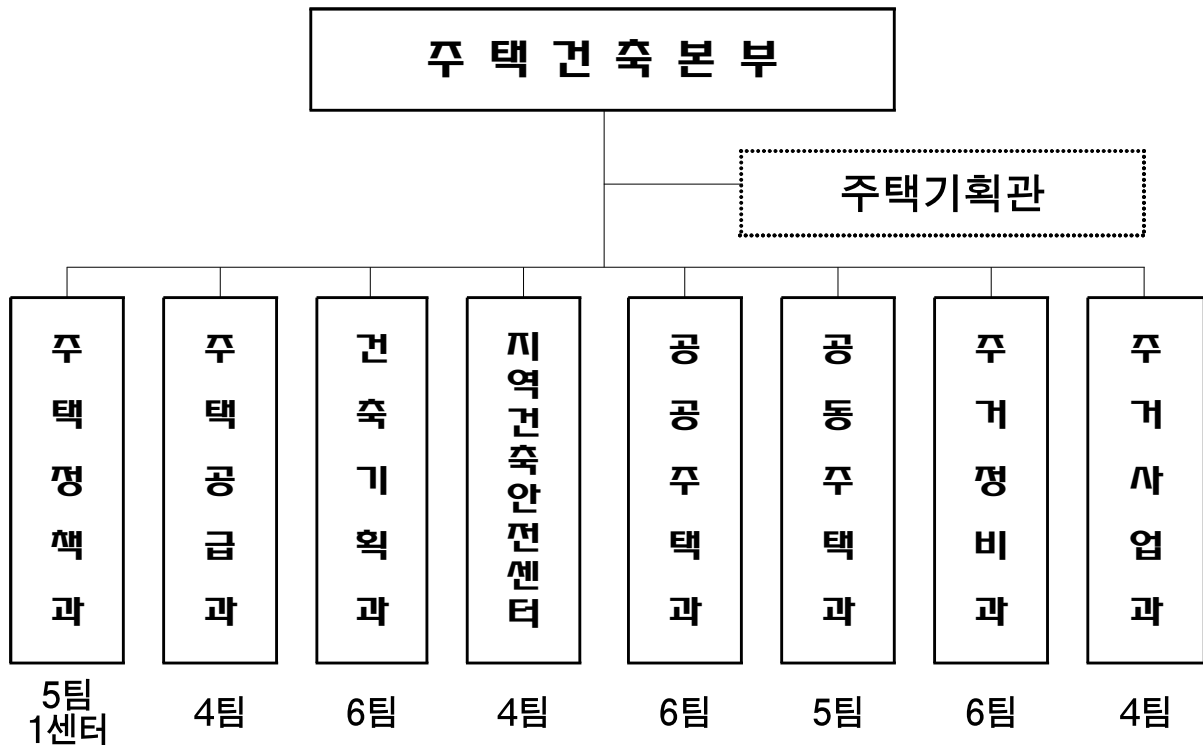 주택건축본부
주택기획관
주택정책과
주택공급과
건축기획과
지역건축안전센터
공공주택과
공동주택과
주거정비과
주거사업과
5팀
1센터
4팀
6팀
4팀
6팀
5팀
6팀
4팀